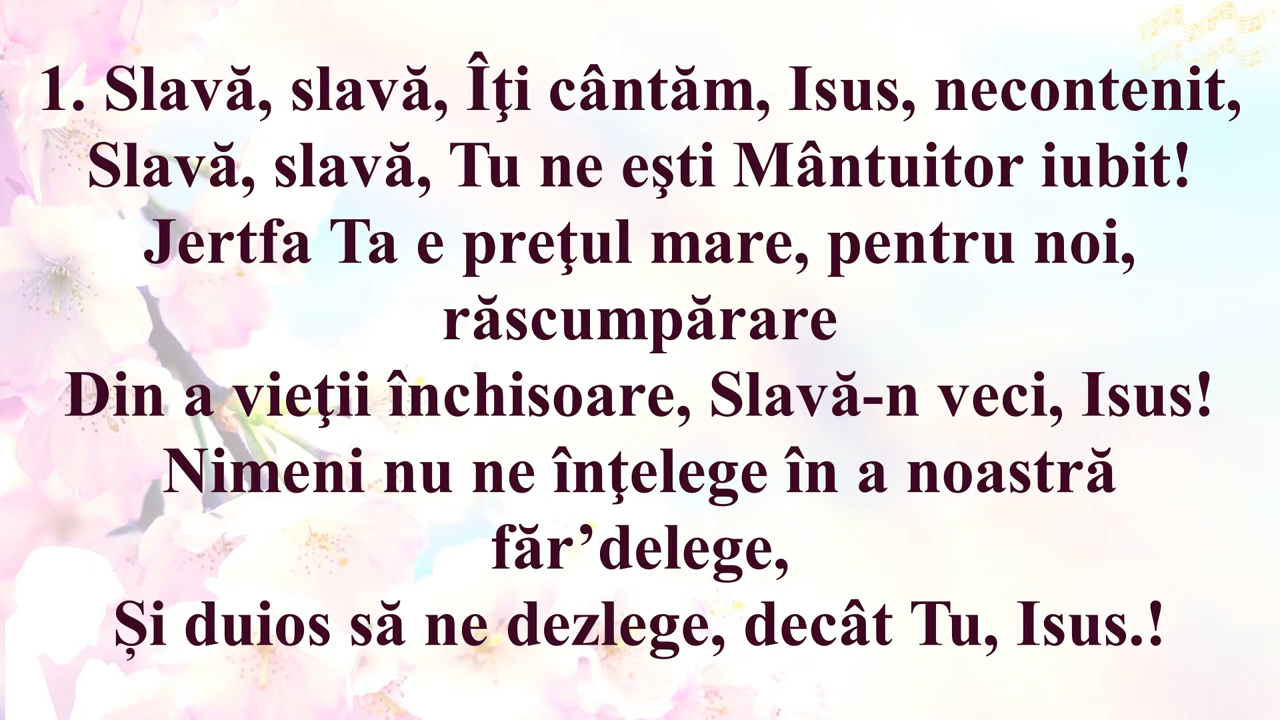 1. Slavă, slavă, Îţi cântăm, Isus, necontenit,
Slavă, slavă, Tu ne eşti Mântuitor iubit!
Jertfa Ta e preţul mare, pentru noi,
răscumpărare
Din a vieţii închisoare, Slavă-n veci, Isus!
Nimeni nu ne înţelege în a noastră
făr’delege,
Și duios să ne dezlege, decât Tu, Isus.!